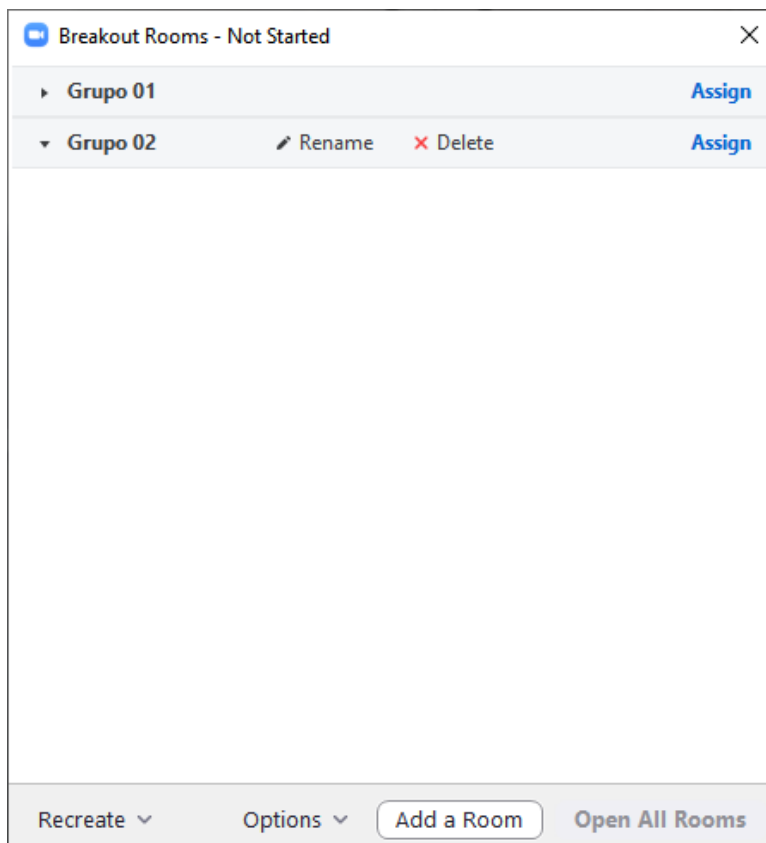 Breakout Rooms - Not Started
Grupo 01 Assign
Grupo 02 Rename Delete Assign
Recreate Options Add a Room Open All Rooms